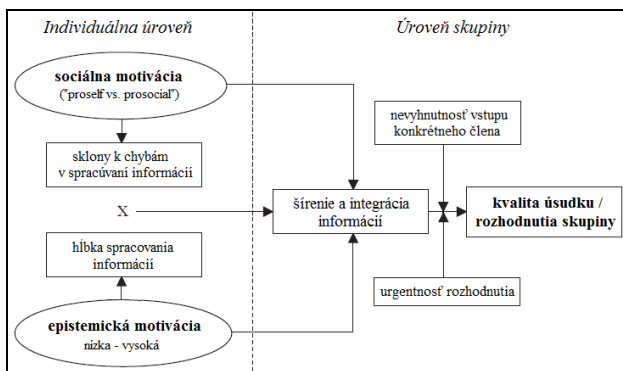 Individuálna úroveň
Úroveň skupiny
sociálna motivácia
("proself vs. prosocial")
sklony k chybám
v spracúvaní informácií
X
hĺbka spracovania
informácií
epistemická motivácia
nízka - vysoká
šírenie a integrácia
informácií
nevyhnutosť vstupu
konkrétneho člena
kvalita úsudku /
rozhodnutia skupiny
urgentnosť rozhodnutia